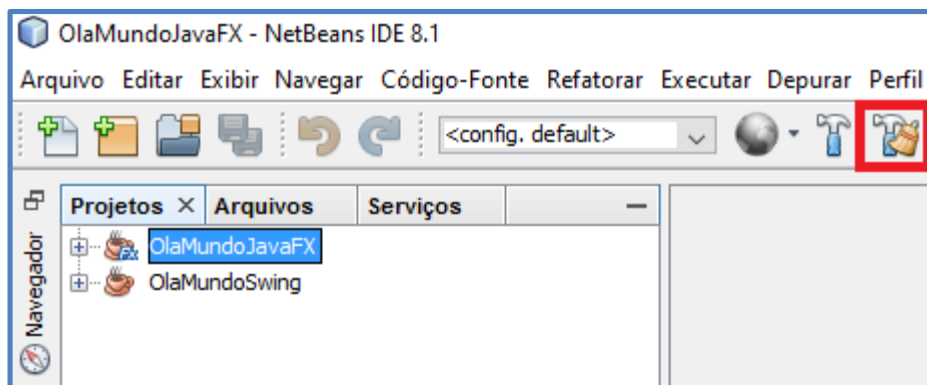 OlaMundoJavaFX - NetBeans IDE 8.1
Arquivo Editar Exibir Navegar Código-Fonte Refatorar Executar Depurar Perfil
<config. default>
Projetos Arquivos Serviços
Navegador
OlaMundoJavaFX
OlaMundoSwing